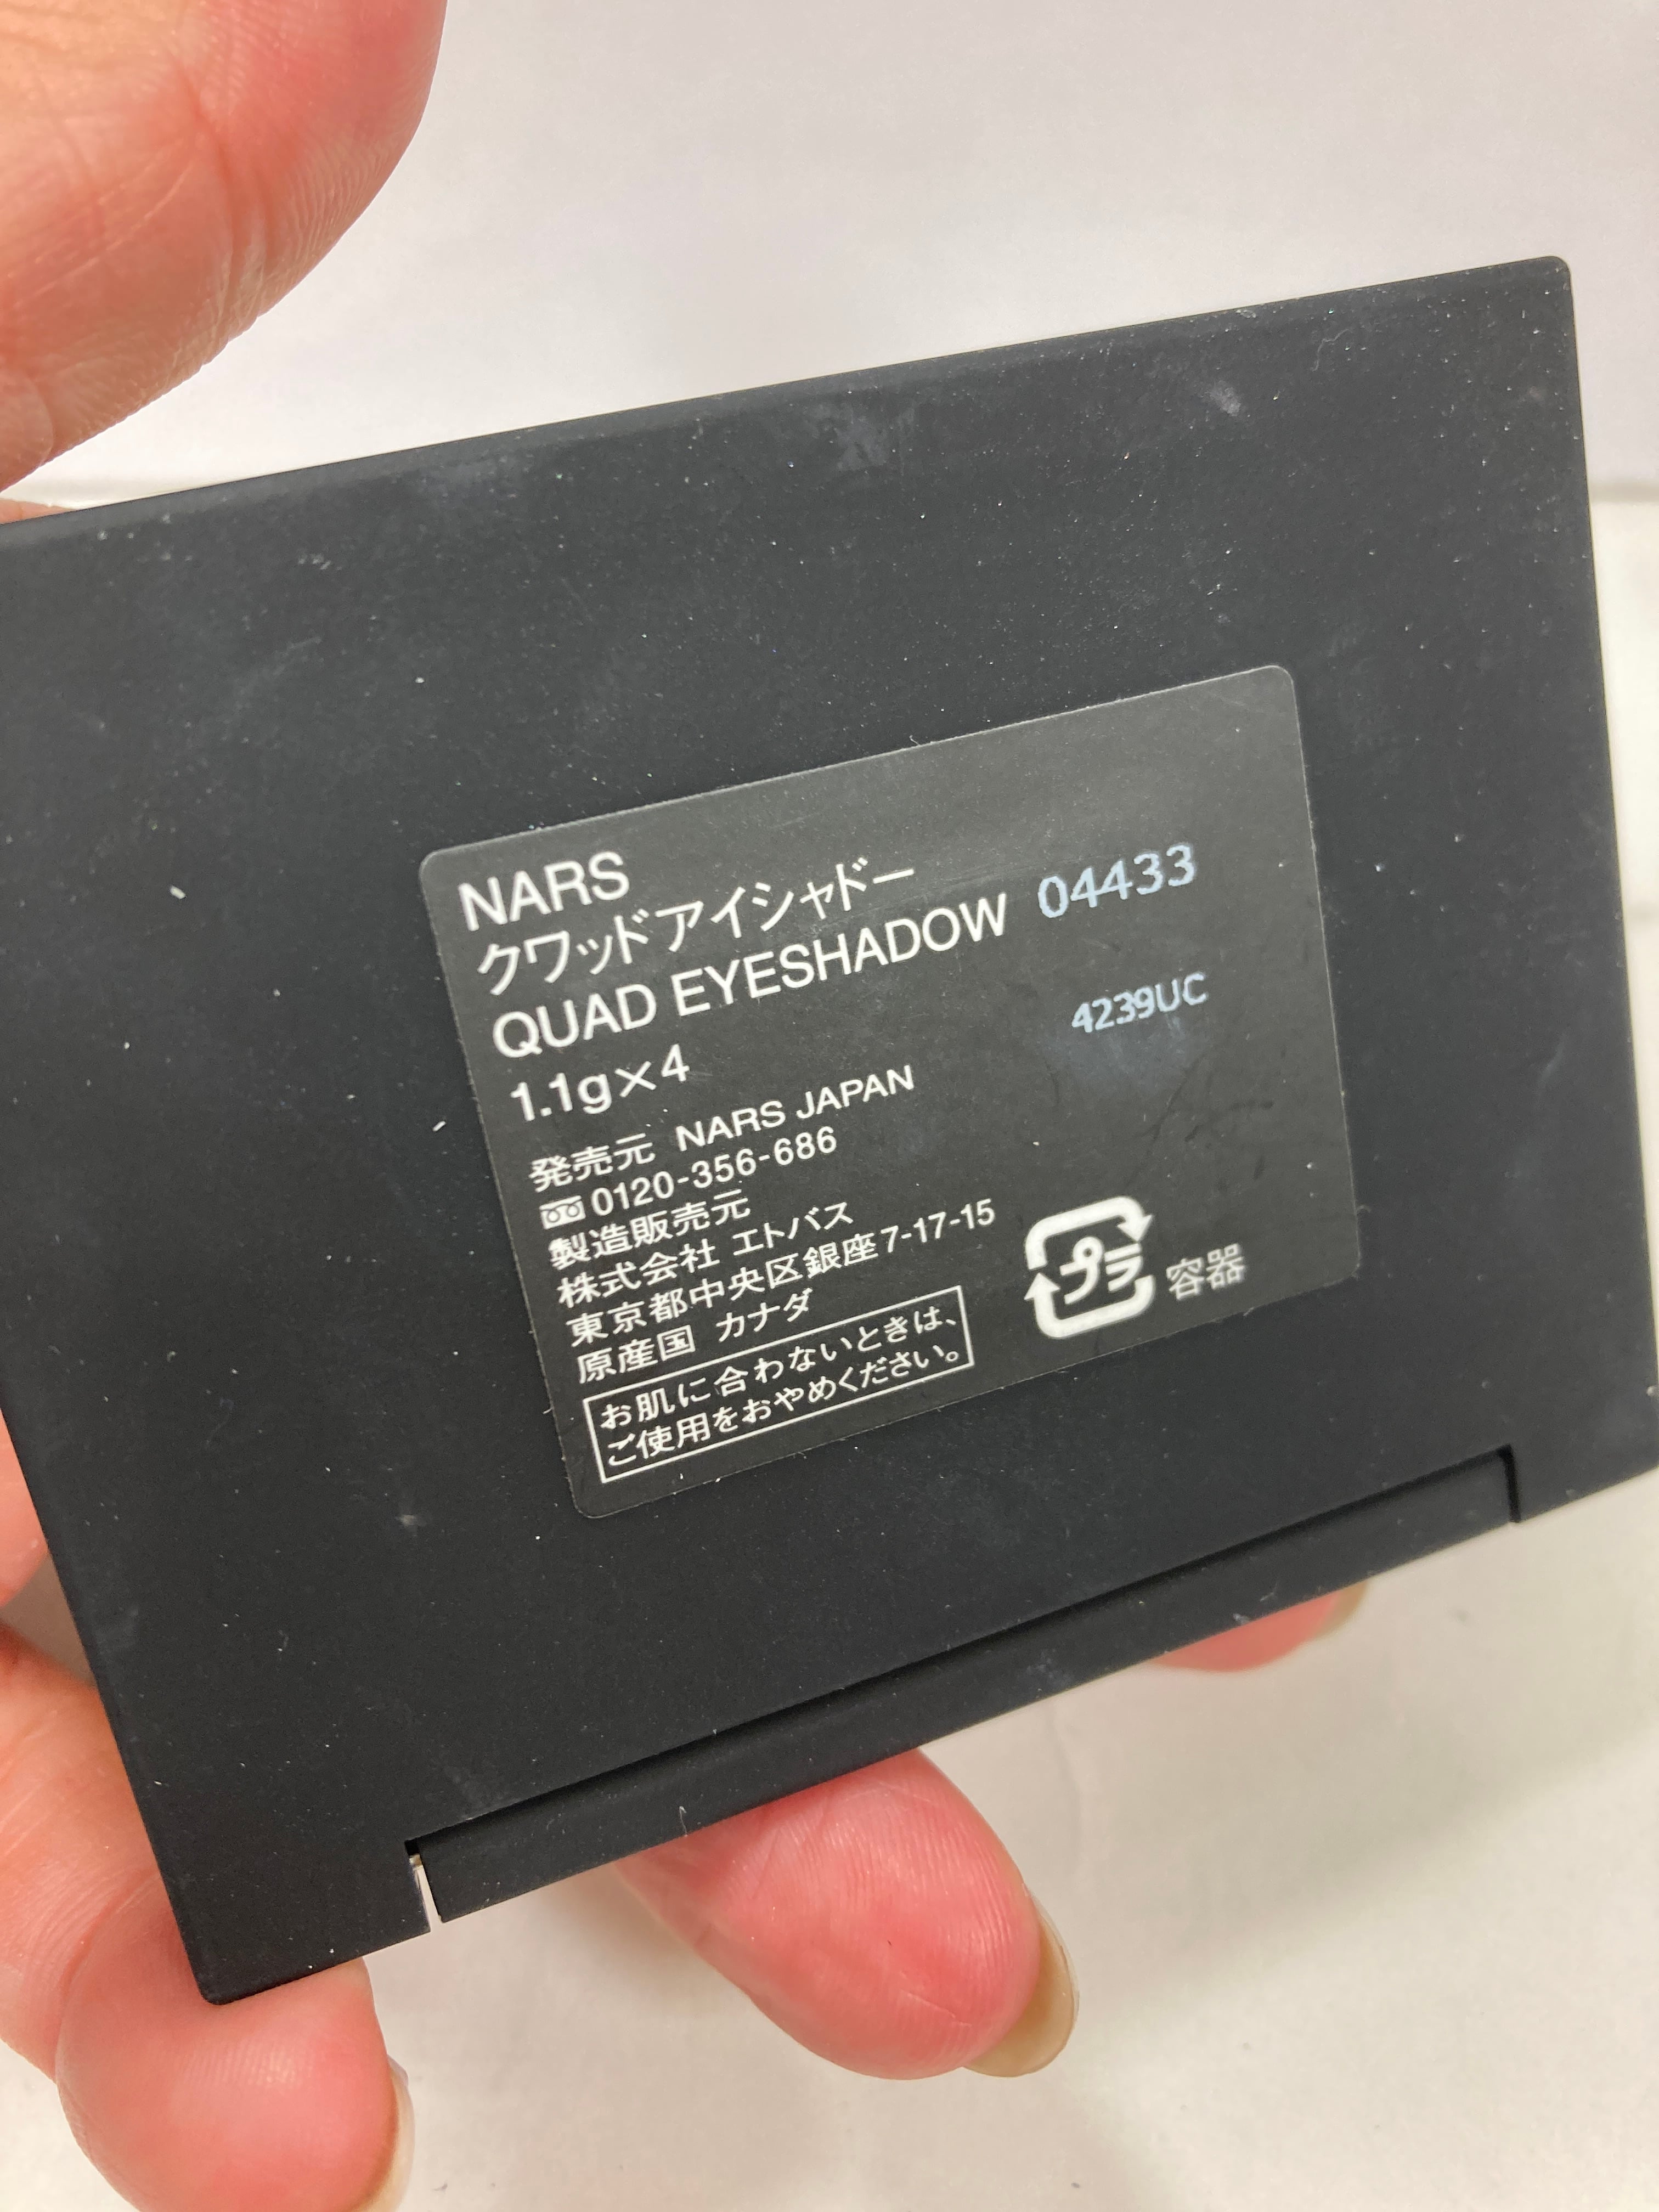 NARS
クワッドアイシャドー
QUAD EYESHADOW 04433
1.1g×4
4239UC
発売元 NARS JAPAN
0120-356-686
製造販売元
株式会社 エトバス
東京都中央区銀座7-17-15
原産国 カナダ
お肌に合わないときは、
ご使用をおやめください。
プラ 容器